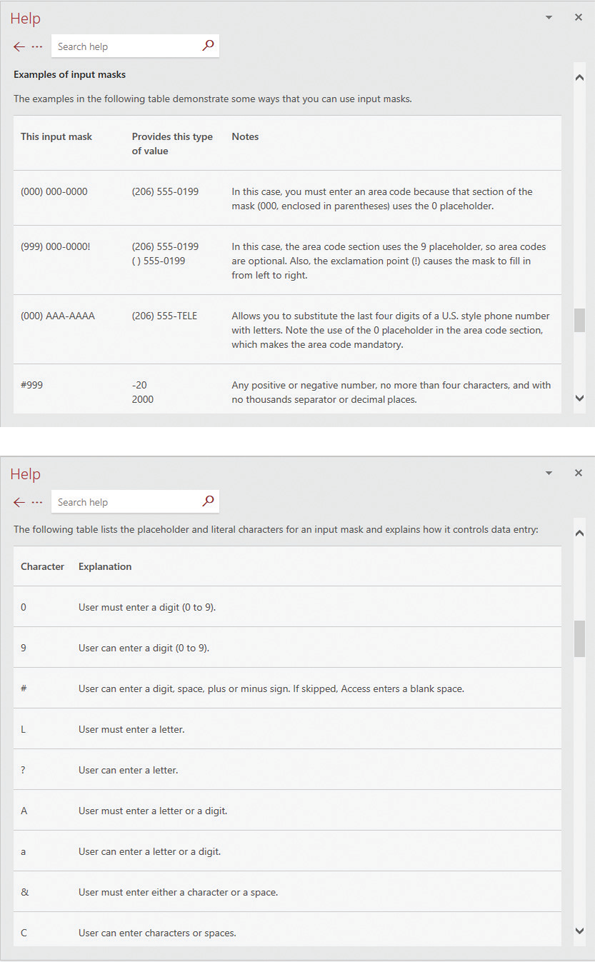 Help
Search help
Examples of input masks
The examples in the following table demonstrate some ways that you can use input masks.
This input mask Provides this type of value Notes
(000) 000-0000 (206) 555-0199 In this case, you must enter an area code because that section of the
mask (000, enclosed in parentheses) uses the 0 placeholder.
(999) 000-0000! (206) 555-0199 In this case, the area code section uses the 9 placeholder, so area codes
( ) 555-0199 are optional. Also, the exclamation point (!) causes the mask to fill in
from left to right.
(000) AAA-AAAA (206) 555-TELE Allows you to substitute the last four digits of a U.S. style phone number
with letters. Note the use of the 0 placeholder in the area code section,
which makes the area code mandatory.
#999 -20 Any positive or negative number, no more than four characters, and with
2000 no thousands separator or decimal places.
Help
Search help
The following table lists the placeholder and literal characters for an input mask and explains how it controls data entry:
Character Explanation
0 User must enter a digit (0 to 9).
9 User can enter a digit (0 to 9).
# User can enter a digit, space, plus or minus sign. If skipped, Access enters a blank space.
L User must enter a letter.
? User can enter a letter.
A User must enter a letter or a digit.
a User can enter a letter or a digit.
& User must enter either a character or a space.
C User can enter characters or spaces.